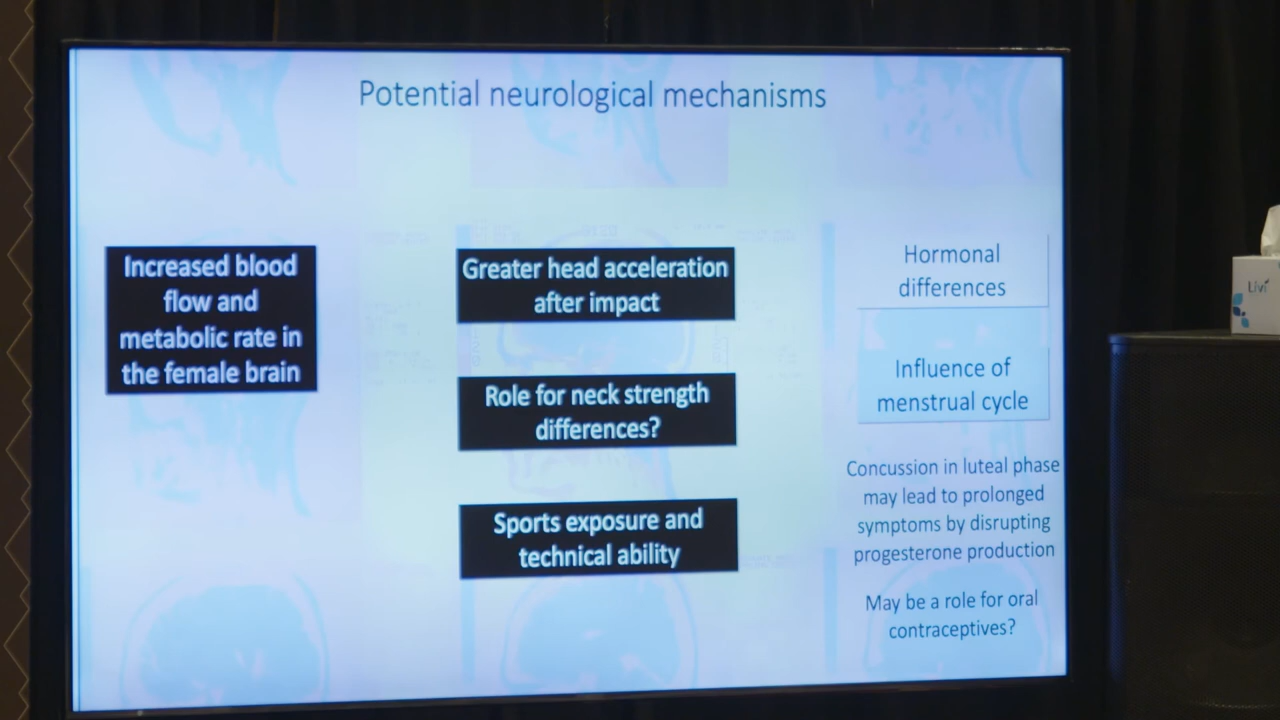 Potential neurological mechanisms
Increased blood
flow and
metabolic rate in
the female brain
Greater head acceleration
after impact
Role for neck strength
differences?
Sports exposure and
technical ability
Hormonal
differences
Influence of
menstrual cycle
Concussion in luteal phase
may lead to prolonged
symptoms by disrupting
progesterone production
May be a role for oral
contraceptives?
Livi